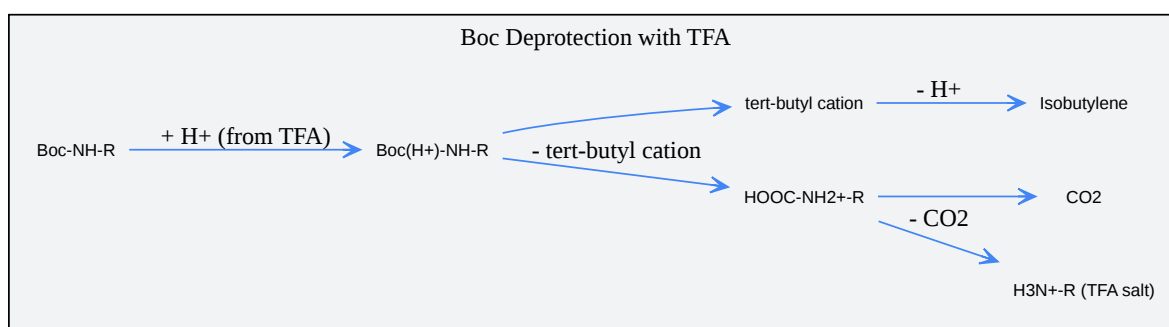 Boc Deprotection with TFA
tert-butyl cation
- H+
Isobutylene
Boc-NH-R
+ H+ (from TFA)
Boc(H+)-NH-R
- tert-butyl cation
HOOC-NH2+-R
- CO2
CO2
H3N+-R (TFA salt)